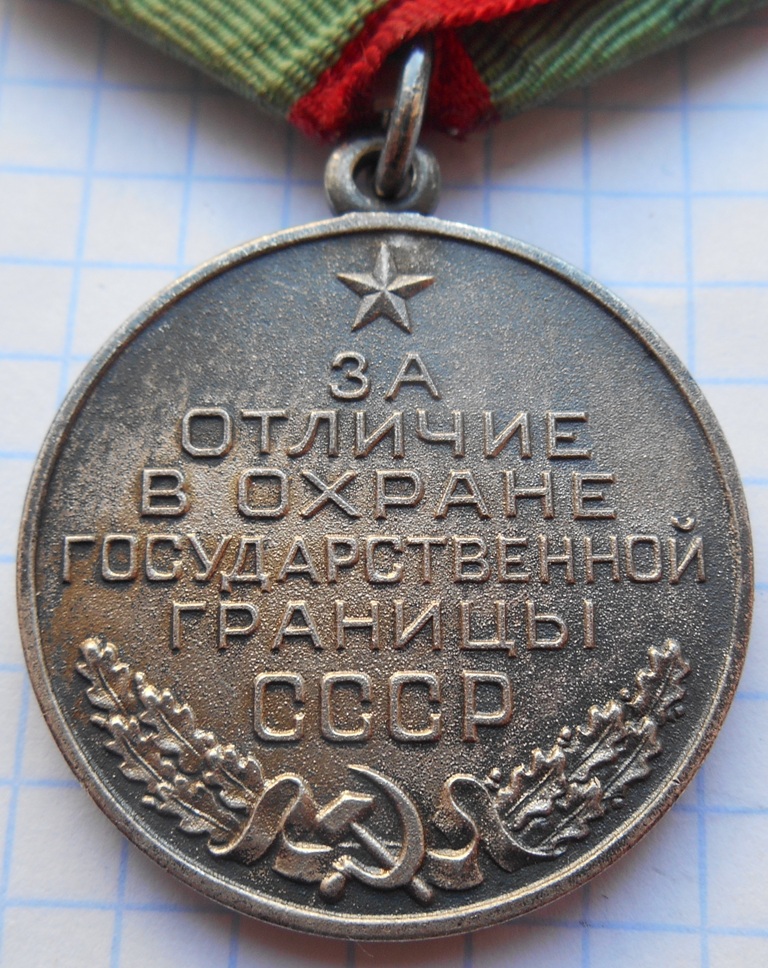 ЗА
ОТЛИЧИЕ
В ОХРАНЕ
ГОСУДАРСТВЕННОЙ
ГРАНИЦЫ
СССР